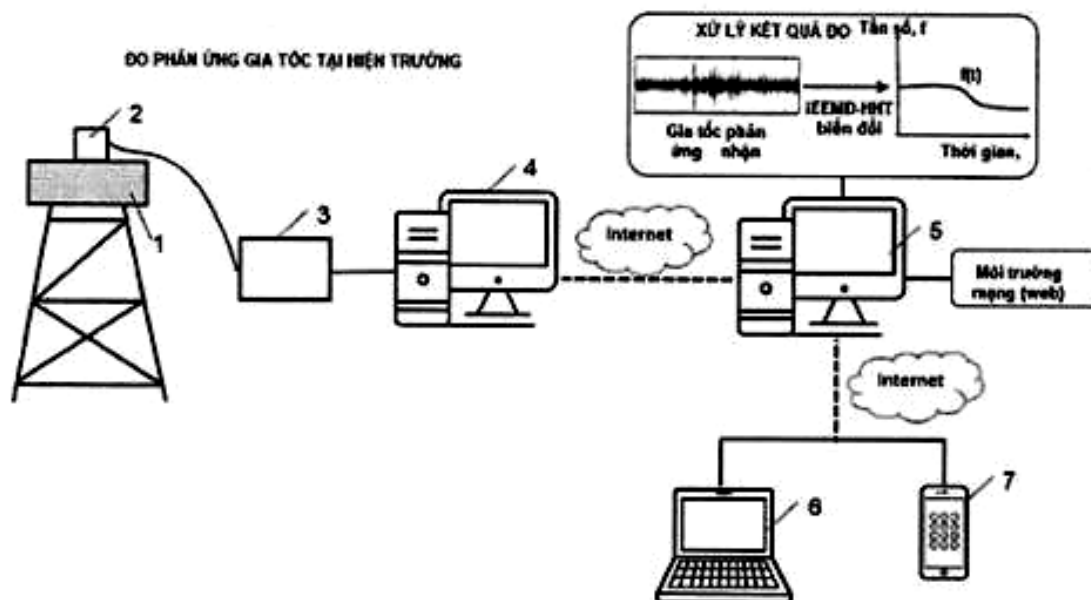 ĐO PHẢN ỨNG GIA TỐC TẠI HIỆN TRƯỜNG
XỬ LÝ KẾT QUẢ ĐO
Tần số, f
f(t)
iEEMD-HHT
biến đổi
Gia tốc phản
ứng nhận
Thời gian,
2
1
3
4
Internet
5
Môi trường
mạng (web)
Internet
6
7